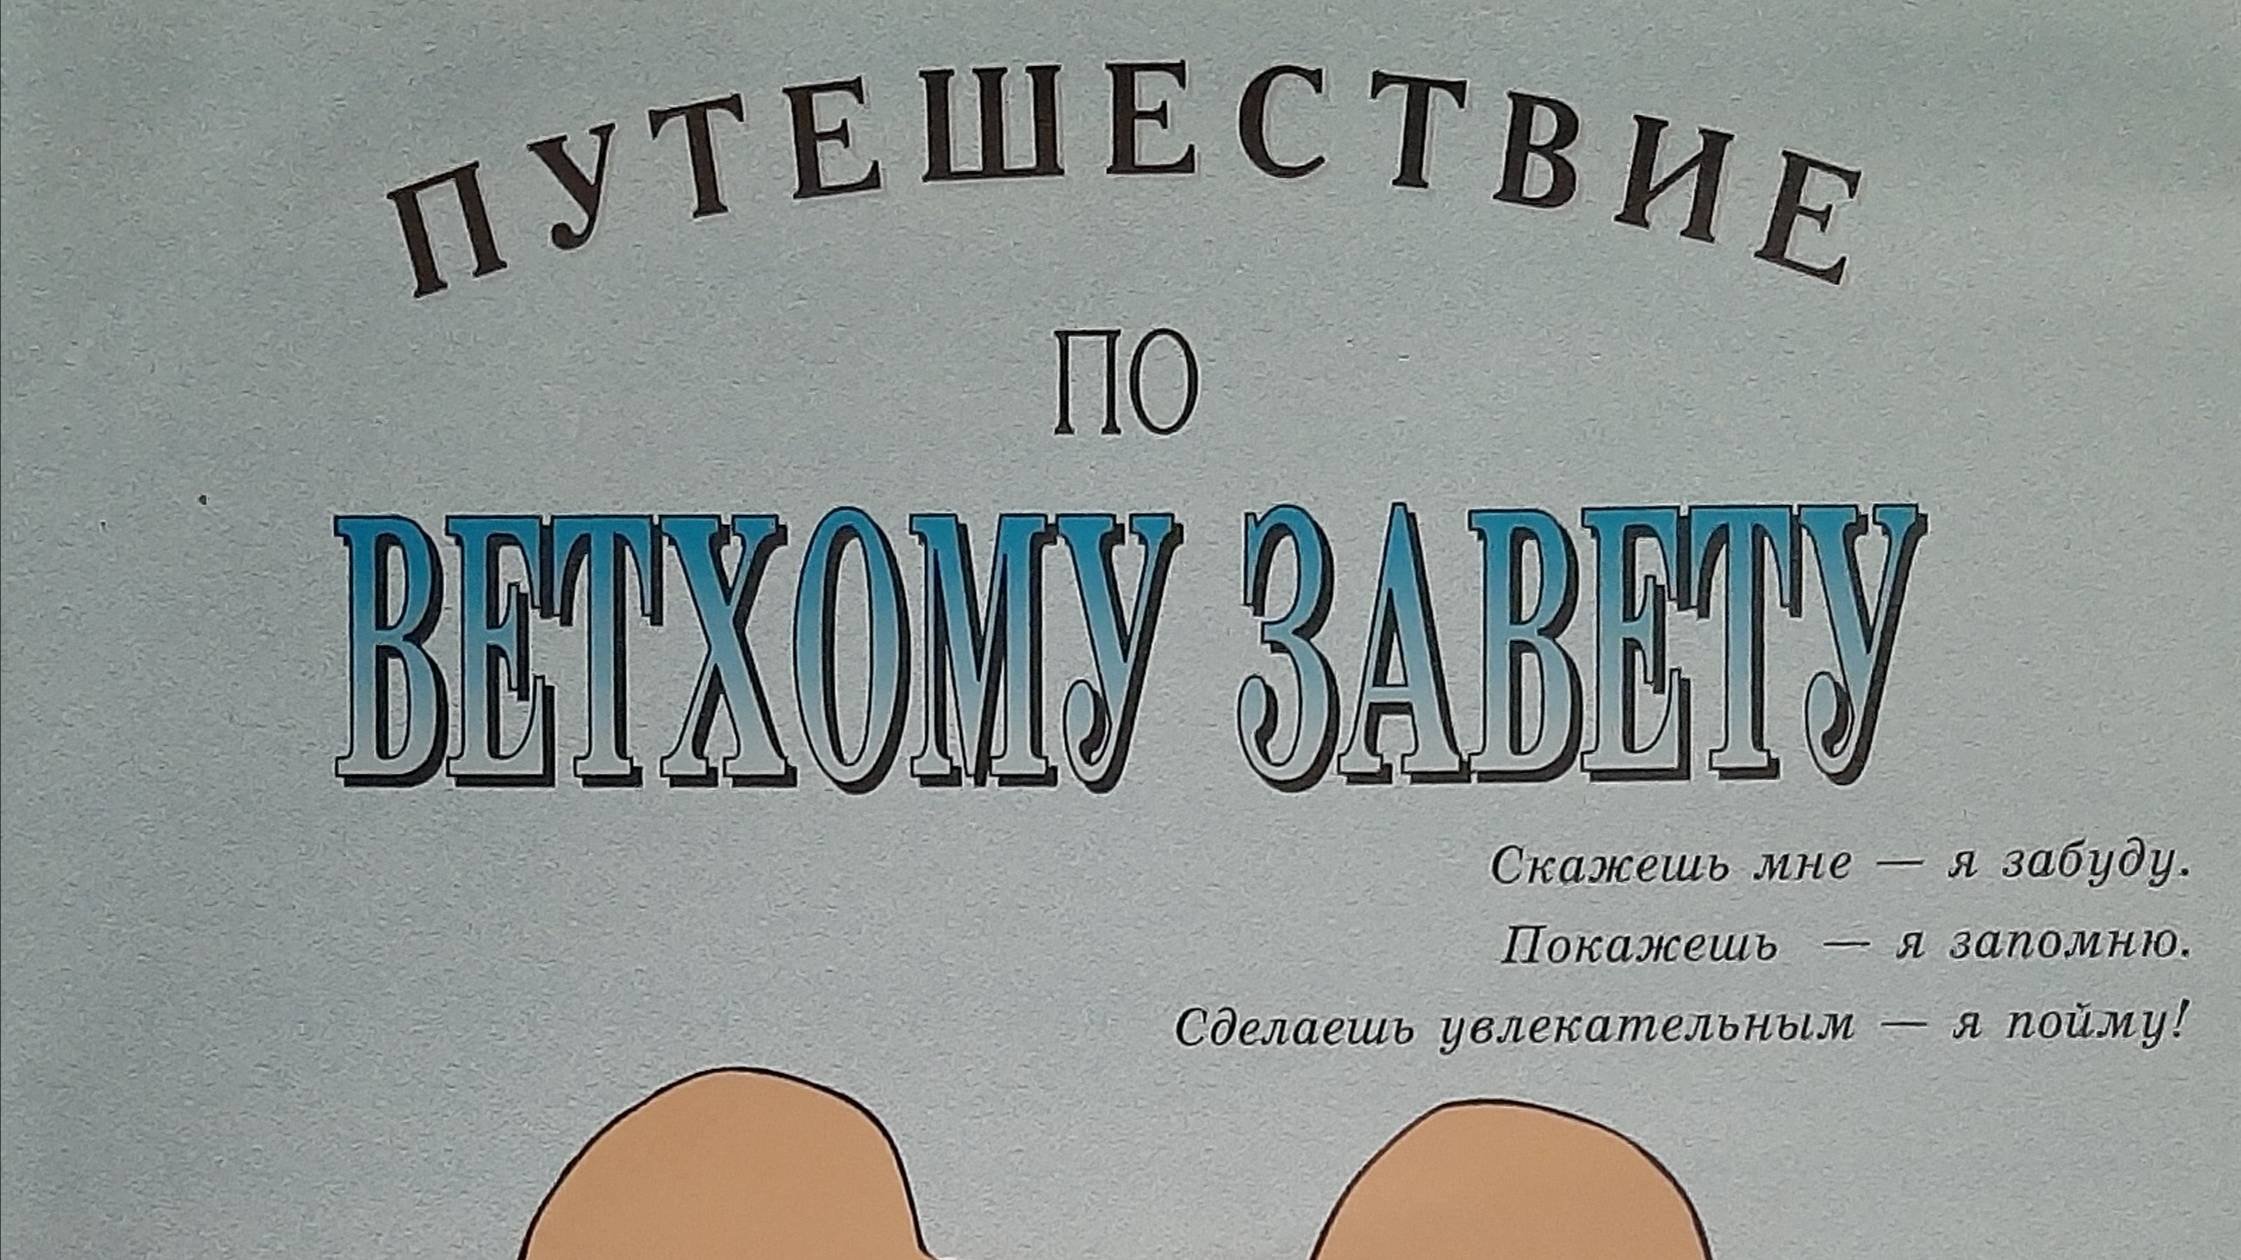 ПУТЕШЕСТВИЕ
ПО
ВЕТХОМУ ЗАВЕТУ
Скажешь мне — я забуду.
Покажешь — я запомню.
Сделаешь увлекательным — я пойму!